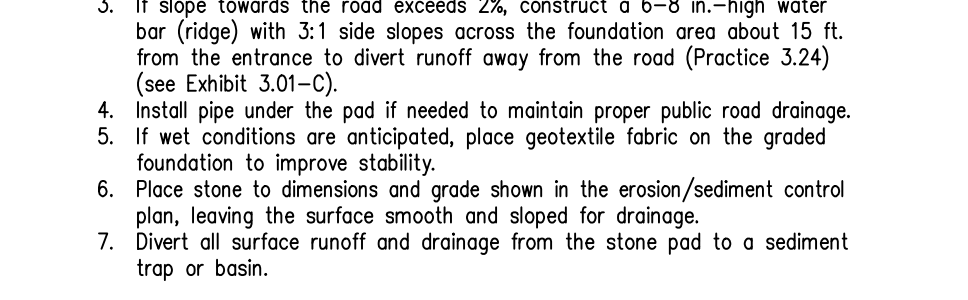 3. If slope towards the road exceeds 2%, construct a 6-8 in.-high water
bar (ridge) with 3:1 side slopes across the foundation area about 15 ft.
from the entrance to divert runoff away from the road (Practice 3.24)
(see Exhibit 3.01-C).
4. Install pipe under the pad if needed to maintain proper public road drainage.
5. If wet conditions are anticipated, place geotextile fabric on the graded
foundation to improve stability.
6. Place stone to dimensions and grade shown in the erosion/sediment control
plan, leaving the surface smooth and sloped for drainage.
7. Divert all surface runoff and drainage from the stone pad to a sediment
trap or basin.